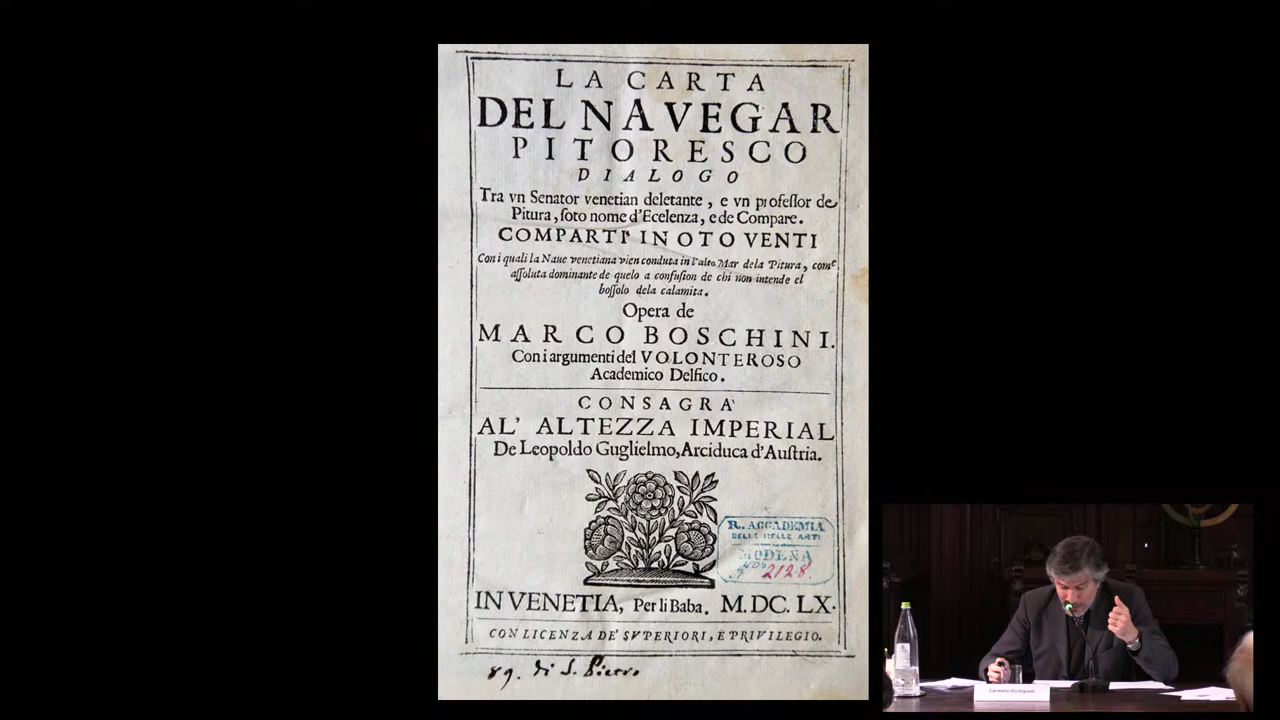 LA CARTA
DEL NAVEGAR
PITORESCO
DIALOGO
Tra vn Senator venetian deletante, e vn professor de
Pitura, soto nome d'Ecelenza, e de Compare.
COMPARTI' IN OTO VENTI
Con i quali la Naue venetiana vien conduta in l'alto Mar dela Pitura, come
assoluta dominante de quelo a confusion de chi non intende el
bossolo dela calamita.
Opera de
MARCO BOSCHINI.
Con i argumenti del VOLONTEROSO
Academico Delfico.
CONSAGRA'
AL' ALTEZZA IMPERIAL
De Leopoldo Guglielmo, Arciduca d'Austria.
R. ACCADEMIA
DELLE BELLE ARTI
MODENA
2128.
IN VENETIA, Per li Baba. M.DC.LX.
CON LICENZA DE' SVPERIORI, E PRIVILEGIO.
89. di S. Pietro